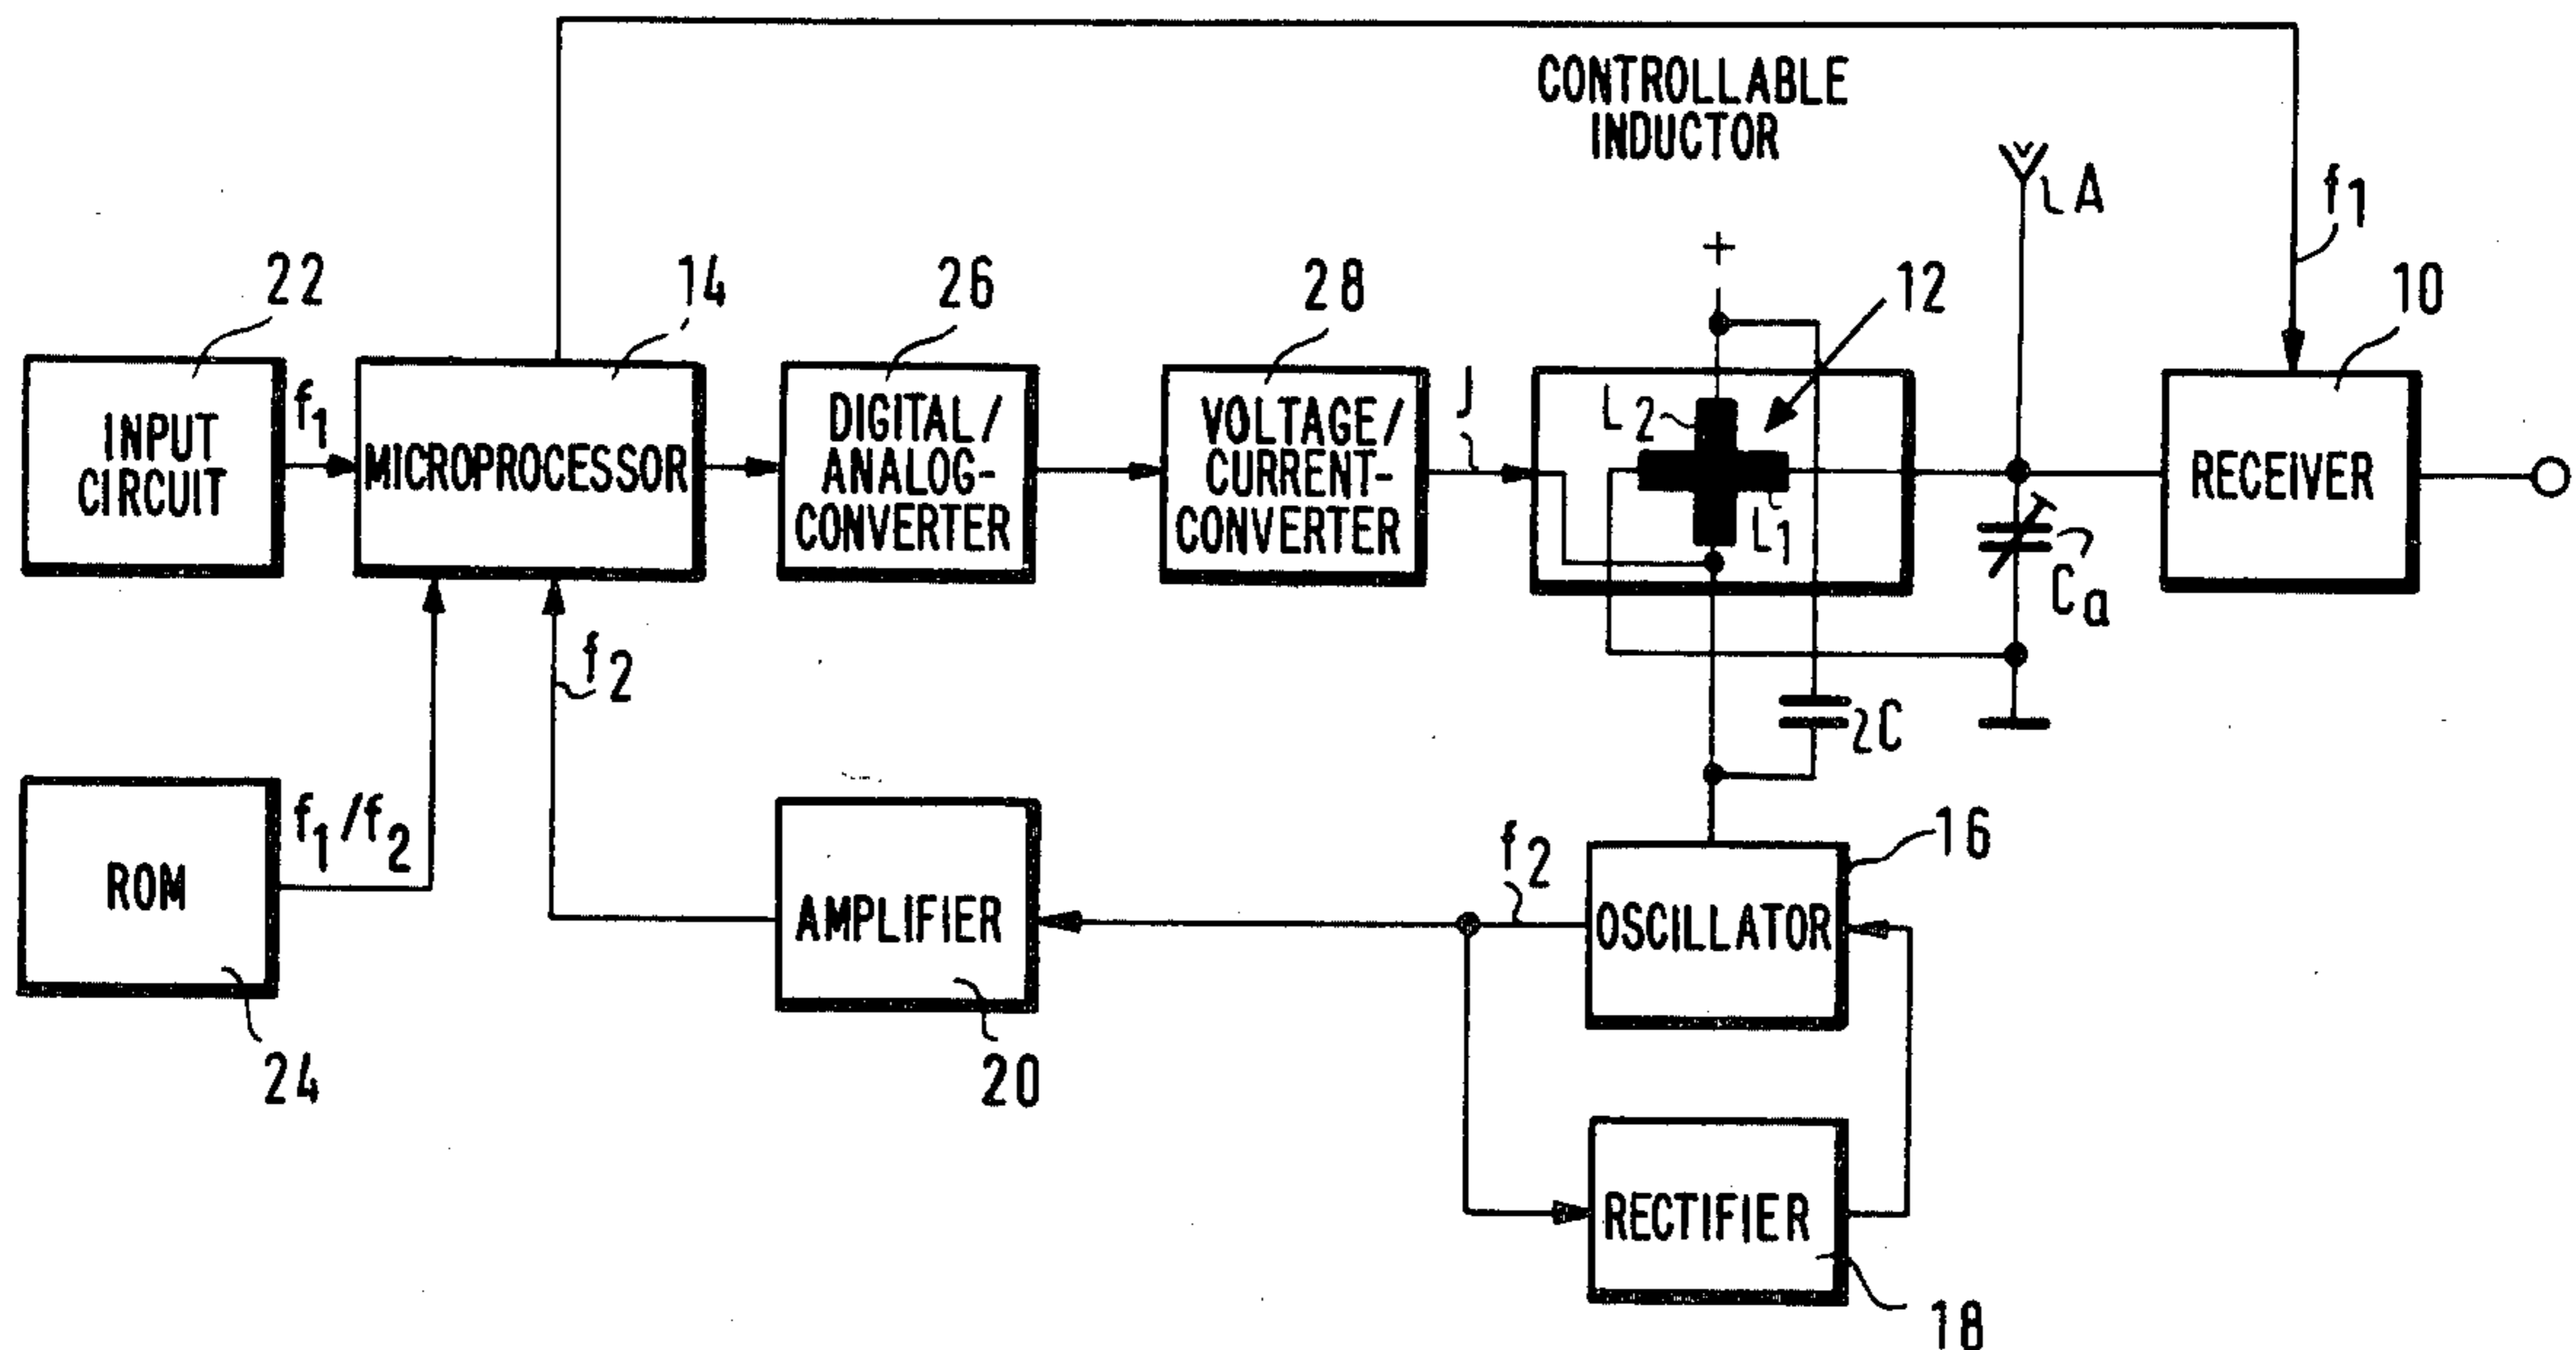 CONTROLLABLE
INDUCTOR
A
f1
22
14
26
28
+
12
10
INPUT
CIRCUIT
f1
MICROPROCESSOR
DIGITAL/
ANALOG-
CONVERTER
VOLTAGE/
CURRENT-
CONVERTER
J
L2
L1
Ca
RECEIVER
f2
C
ROM
f1/f2
24
AMPLIFIER
20
f2
OSCILLATOR
16
RECTIFIER
18